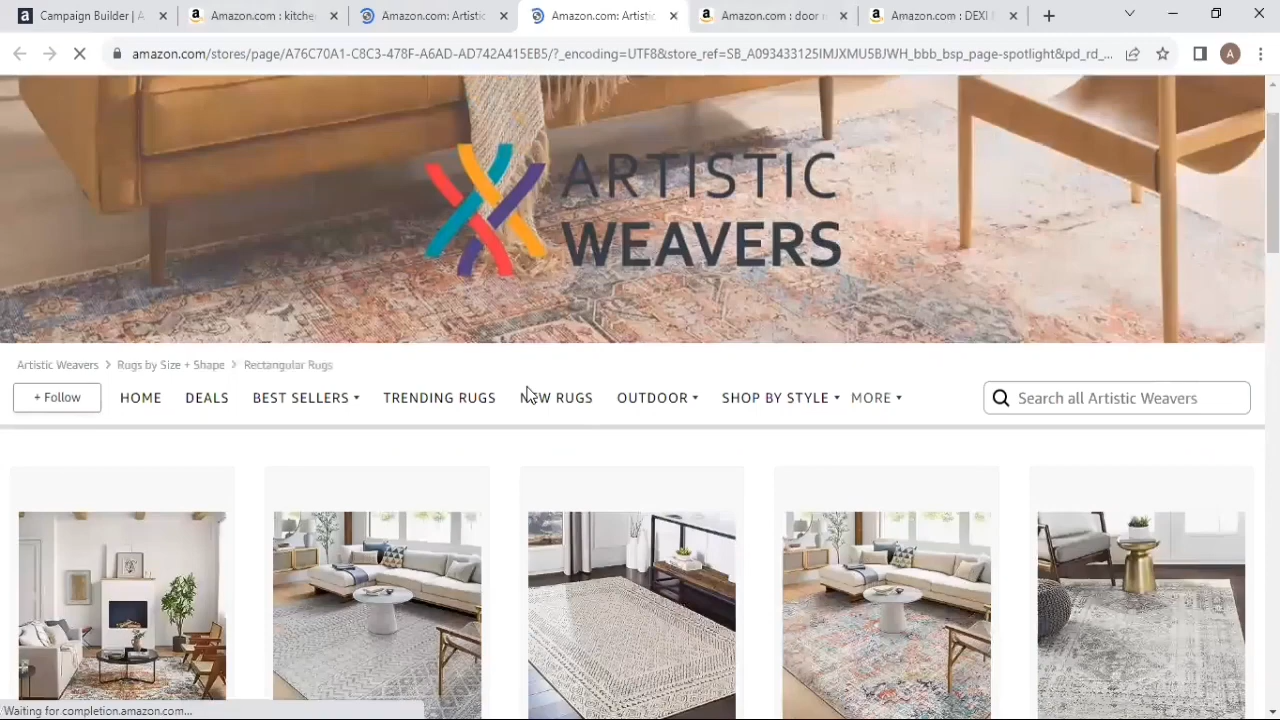 Campaign Builder | A
Amazon.com : kitche
Amazon.com: Artistic
Amazon.com: Artistic
Amazon.com : door m
Amazon.com : DEXI
amazon.com/stores/page/A76C70A1-C8C3-478F-A6AD-AD742A415EB5/?_encoding=UTF8&store_ref=SB_A093433125IMJXMU5BJWH_bbb_bsp_page-spotlight&pd_rd_...
A
ARTISTIC
WEAVERS
Artistic Weavers > Rugs by Size + Shape > Rectangular Rugs
+ Follow HOME DEALS BEST SELLERS TRENDING RUGS NEW RUGS OUTDOOR SHOP BY STYLE MORE Search all Artistic Weavers
Waiting for completion.amazon.com...